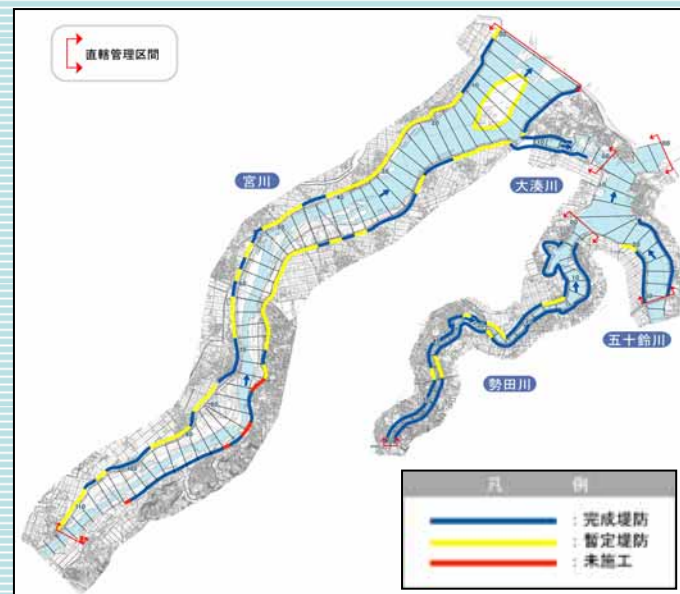 直轄管理区間
宮川
大湊川
五十鈴川
勢田川
凡 例
：完成堤防
：暫定堤防
：未施工